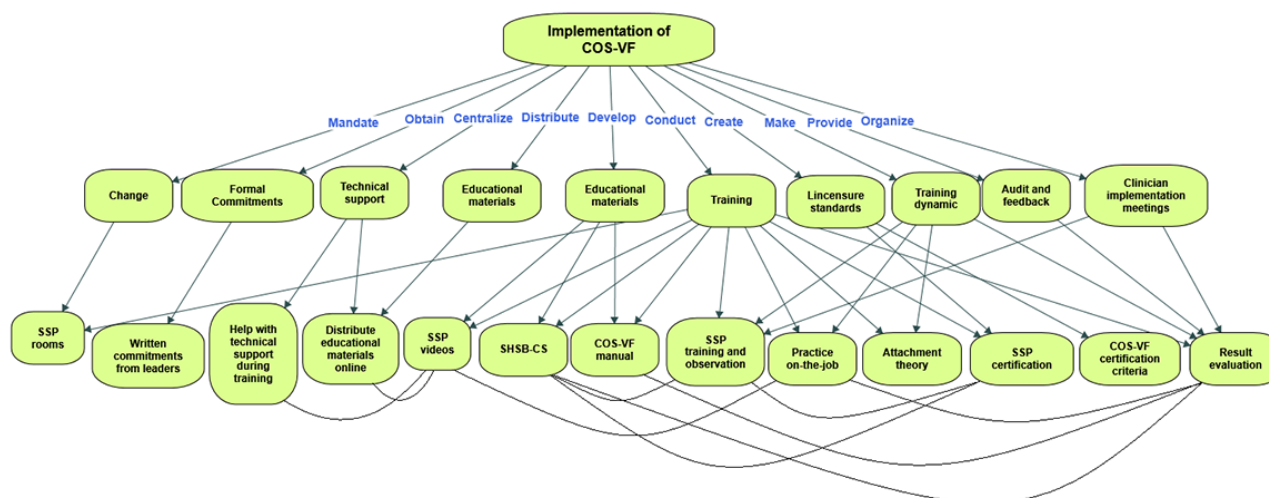 Implementation of
COS-VF
Mandate
Obtain
Centralize
Distribute
Develop
Conduct
Create
Make
Provide
Organize
Change
Formal
Commitments
Technical
support
Educational
materials
Educational
materials
Training
Lincensure
standards
Training
dynamic
Audit and
feedback
Clinician
implementation
meetings
SSP
rooms
Written
commitments
from leaders
Help with
technical
support
during
training
Distribute
educational
materials
online
SSP
videos
SHSB-CS
COS-VF
manual
SSP
training and
observation
Practice
on-the-job
Attachment
theory
SSP
certification
COS-VF
certification
criteria
Result
evaluation